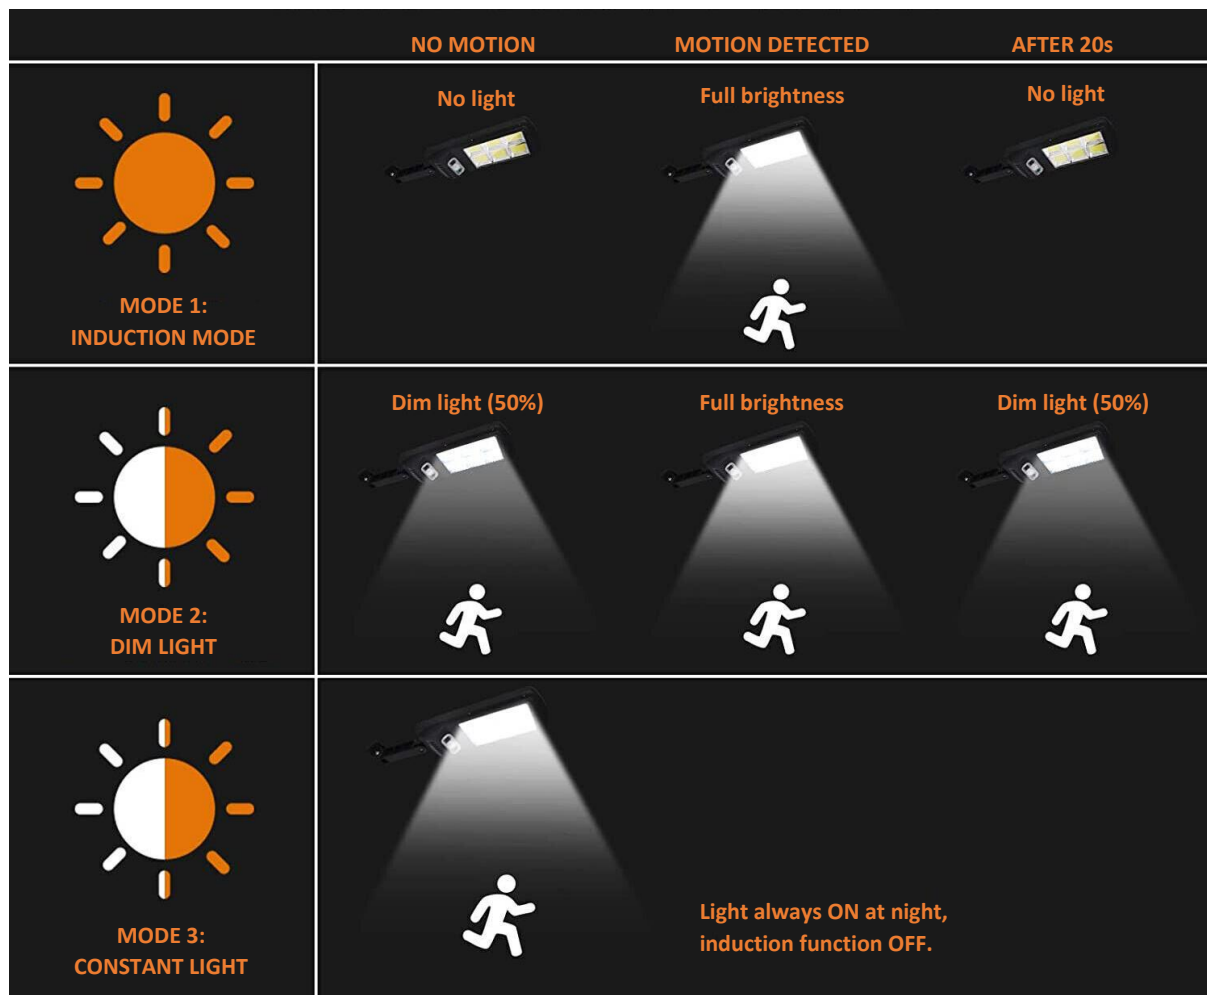 NO MOTION
MOTION DETECTED
AFTER 20s
No light
Full brightness
No light
MODE 1:
INDUCTION MODE
Dim light (50%)
Full brightness
Dim light (50%)
MODE 2:
DIM LIGHT
MODE 3:
CONSTANT LIGHT
Light always ON at night,
induction function OFF.